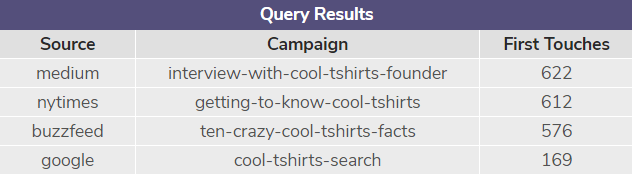 Query Results
Source Campaign First Touches
medium interview-with-cool-tshirts-founder 622
nytimes getting-to-know-cool-tshirts 612
buzzfeed ten-crazy-cool-tshirts-facts 576
google cool-tshirts-search 169